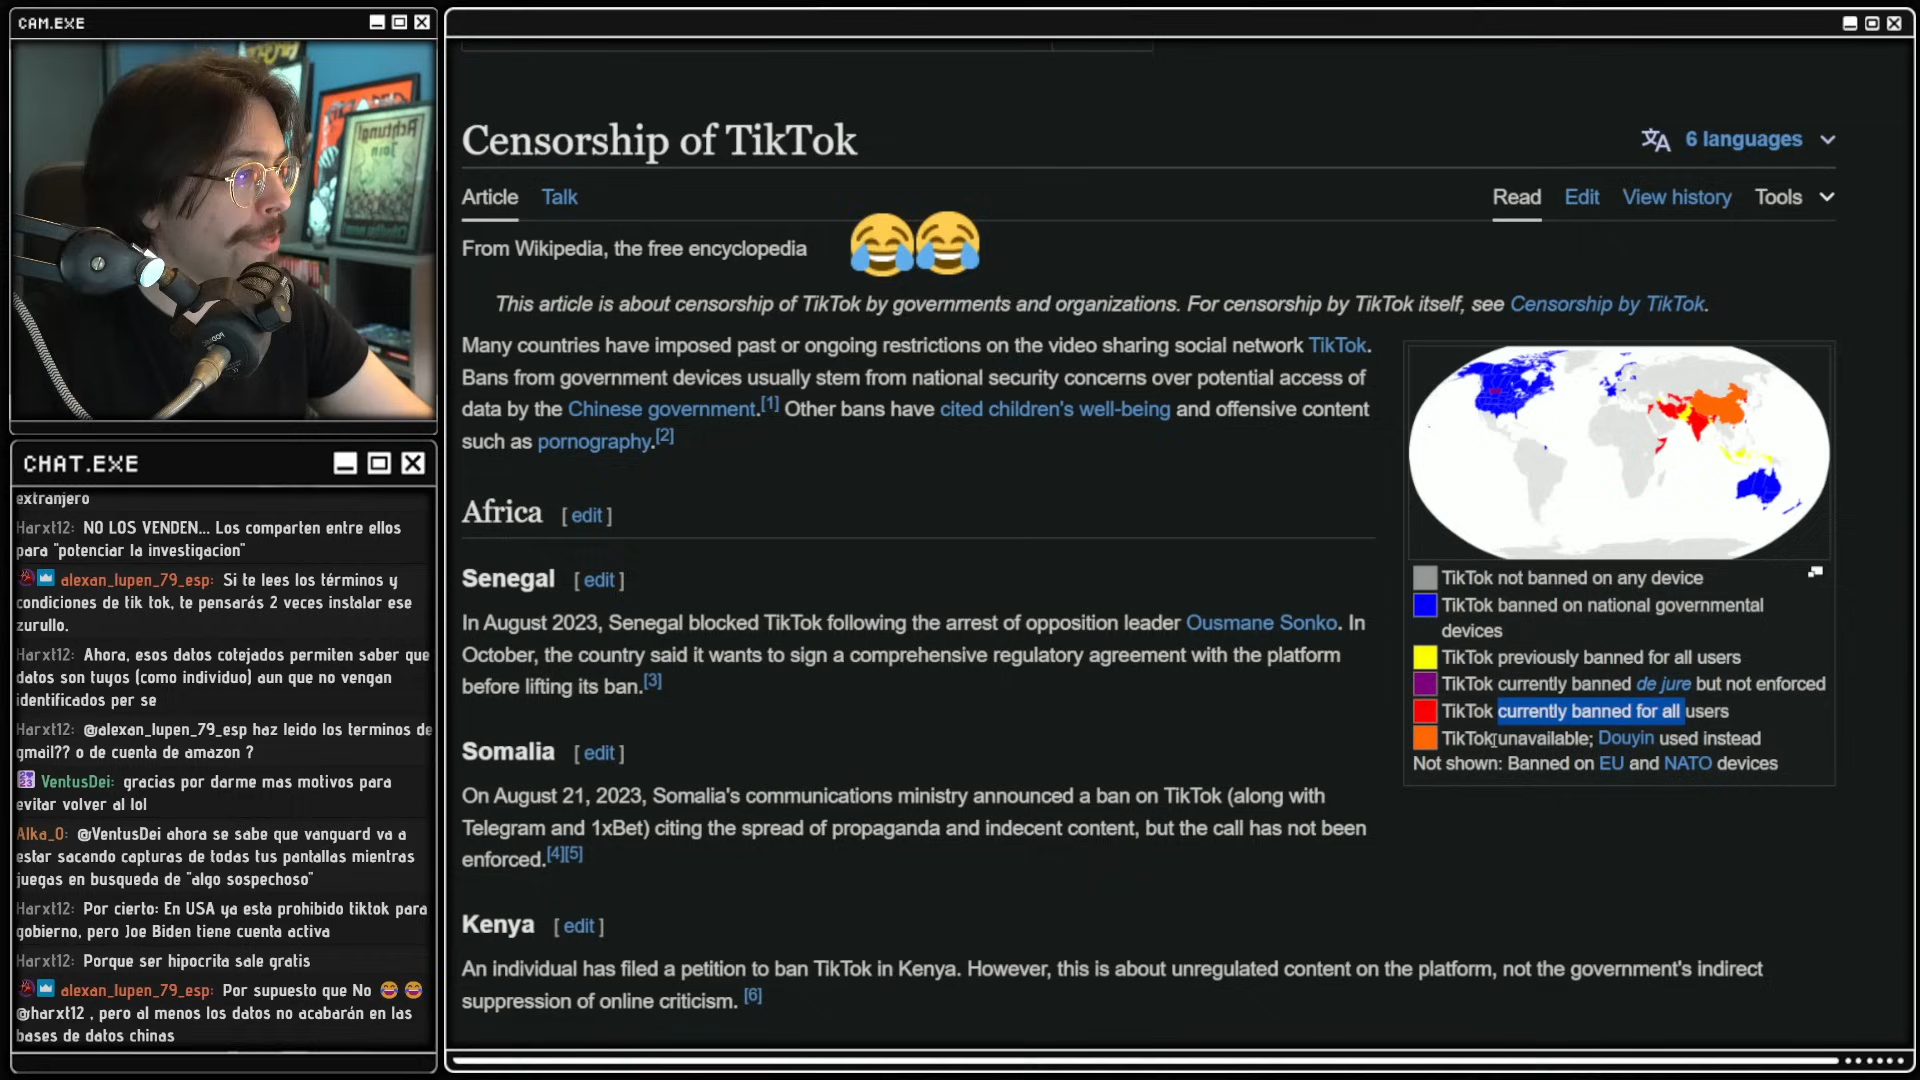 CAM.EXE
CHAT.EXE
extranjero
Harxt12: NO LOS VENDEN... Los comparten entre ellos
para "potenciar la investigacion"
alexan_lupen_79_esp: Si te lees los términos y
condiciones de tik tok, te pensarás 2 veces instalar ese
zurullo.
Harxt12: Ahora, esos datos cotejados permiten saber que
datos son tuyos (como individuo) aun que no vengan
identificados por se
Harxt12: @alexan_lupen_79_esp haz leido los terminos de
gmail?? o de cuenta de amazon ?
VentusDei: gracias por darme mas motivos para
evitar volver al lol
Alka_0: @VentusDei ahora se sabe que vanguard va a
estar sacando capturas de todas tus pantallas mientras
juegas en busqueda de "algo sospechoso"
Harxt12: Por cierto: En USA ya esta prohibido tiktok para
gobierno, pero Joe Biden tiene cuenta activa
Harxt12: Porque ser hipocrita sale gratis
alexan_lupen_79_esp: Por supuesto que No 😂 😂
@harxt12 , pero al menos los datos no acabarán en las
bases de datos chinas
Censorship of TikTok
6 languages
Article Talk
Read Edit View history Tools
From Wikipedia, the free encyclopedia
This article is about censorship of TikTok by governments and organizations. For censorship by TikTok itself, see Censorship by TikTok.
Many countries have imposed past or ongoing restrictions on the video sharing social network TikTok.
Bans from government devices usually stem from national security concerns over potential access of
data by the Chinese government.[1] Other bans have cited children's well-being and offensive content
such as pornography.[2]
Africa [ edit ]
Senegal [ edit ]
In August 2023, Senegal blocked TikTok following the arrest of opposition leader Ousmane Sonko. In
October, the country said it wants to sign a comprehensive regulatory agreement with the platform
before lifting its ban.[3]
Somalia [ edit ]
On August 21, 2023, Somalia's communications ministry announced a ban on TikTok (along with
Telegram and 1xBet) citing the spread of propaganda and indecent content, but the call has not been
enforced.[4][5]
Kenya [ edit ]
An individual has filed a petition to ban TikTok in Kenya. However, this is about unregulated content on the platform, not the government's indirect
suppression of online criticism. [6]
TikTok not banned on any device
TikTok banned on national governmental
devices
TikTok previously banned for all users
TikTok currently banned de jure but not enforced
TikTok currently banned for all users
TikTok unavailable; Douyin used instead
Not shown: Banned on EU and NATO devices